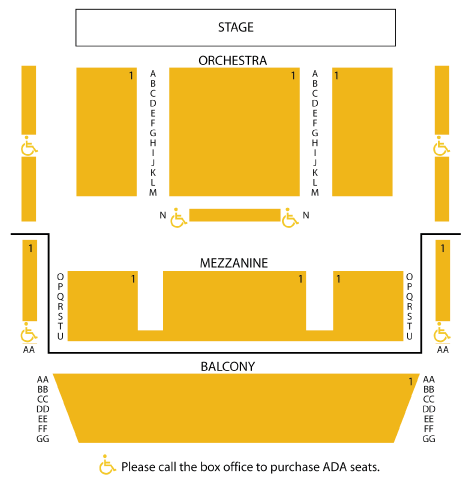 STAGE
ORCHESTRA
1 A 1 A 1
B B
C C
D D
E E
F F
G G
H H
I I
J J
K K
L L
M M
N N
1 MEZZANINE 1
O 1 1 1 O
P P
Q Q
R R
S S
T T
U U
AA AA
BALCONY
AA 1 AA
BB BB
CC CC
DD DD
EE EE
FF FF
GG GG
Please call the box office to purchase ADA seats.